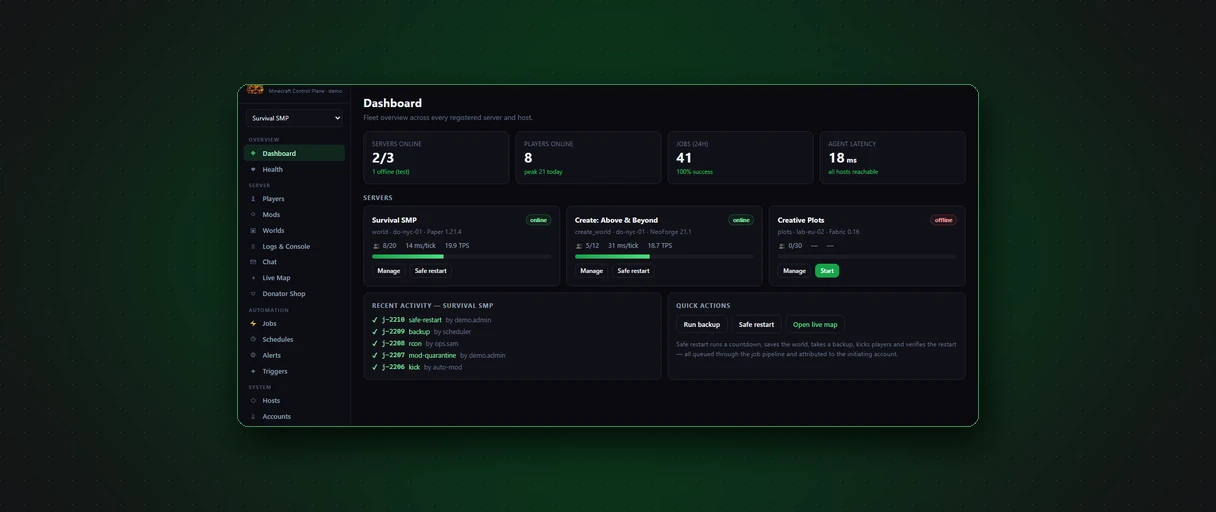 Minecraft Control Plane · demo
Survival SMP
OVERVIEW
Dashboard
Health
SERVER
Players
Mods
Worlds
Logs & Console
Chat
Live Map
Donator Shop
AUTOMATION
Jobs
Schedules
Alerts
Triggers
SYSTEM
Hosts
Accounts
Dashboard
Fleet overview across every registered server and host.
SERVERS ONLINE
2/3
1 offline (test)
PLAYERS ONLINE
8
peak 21 today
JOBS (24H)
41
100% success
AGENT LATENCY
18 ms
all hosts reachable
SERVERS
Survival SMP online
world · do-nyc-01 · Paper 1.21.4
8/20 14 ms/tick 19.9 TPS
Manage Safe restart
Create: Above & Beyond online
create_world · do-nyc-01 · NeoForge 21.1
5/12 31 ms/tick 18.7 TPS
Manage Safe restart
Creative Plots offline
plots · lab-eu-02 · Fabric 0.16
0/30 — —
Manage Start
RECENT ACTIVITY — SURVIVAL SMP
✓ j-2210 safe-restart by demo.admin
✓ j-2209 backup by scheduler
✓ j-2208 rcon by ops.sam
✓ j-2207 mod-quarantine by demo.admin
✓ j-2206 kick by auto-mod
QUICK ACTIONS
Run backup Safe restart Open live map
Safe restart runs a countdown, saves the world, takes a backup, kicks players and verifies the restart
— all queued through the job pipeline and attributed to the initiating account.